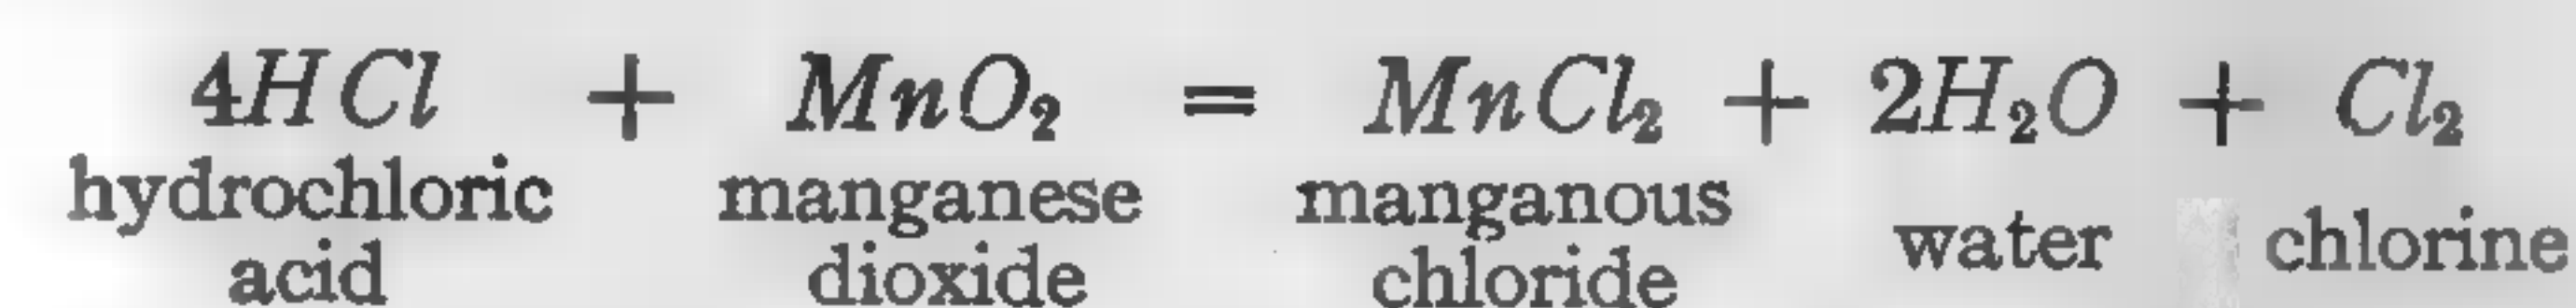 4HCl + MnO₂ = MnCl₂ + 2H₂O + Cl₂
hydrochloric manganese manganous water chlorine
acid dioxide chloride